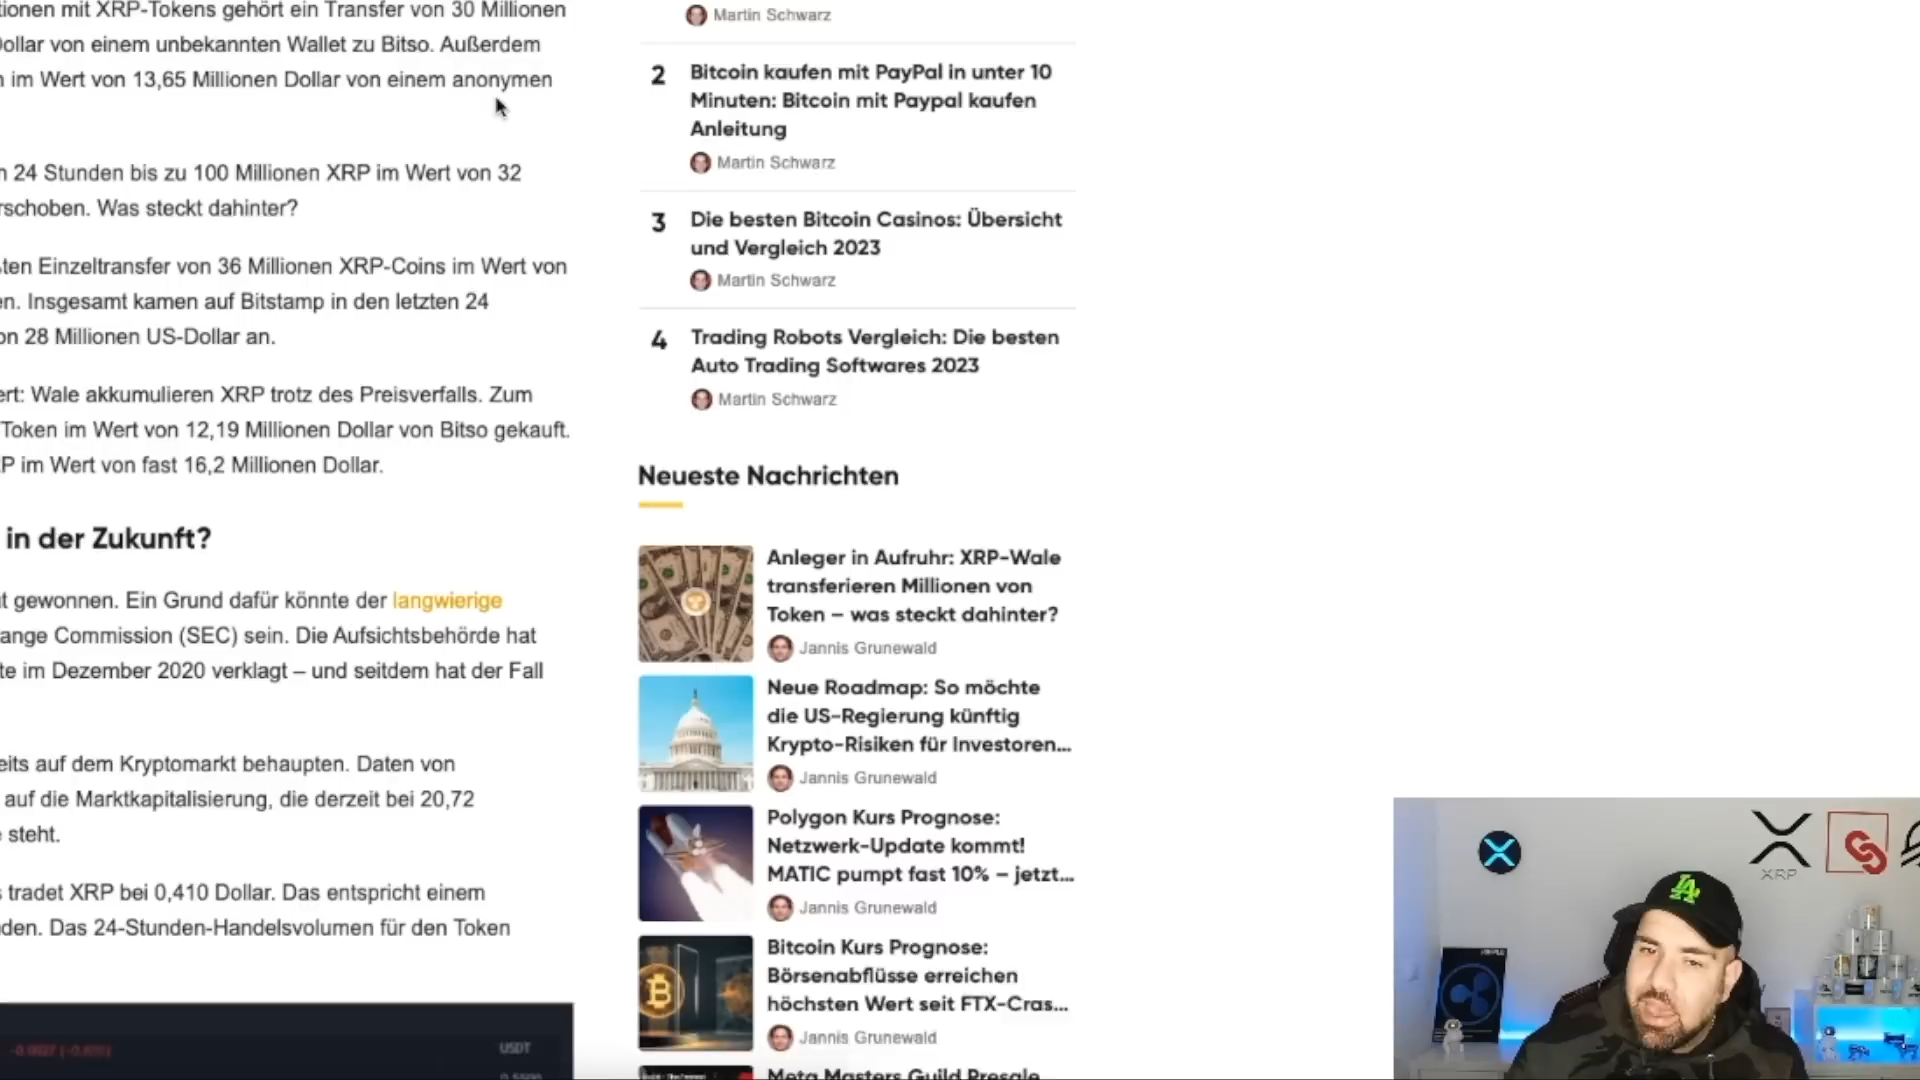 tionen mit XRP-Tokens gehört ein Transfer von 30 Millionen
Dollar von einem unbekannten Wallet zu Bitso. Außerdem
n im Wert von 13,65 Millionen Dollar von einem anonymen
n 24 Stunden bis zu 100 Millionen XRP im Wert von 32
rschoben. Was steckt dahinter?
ten Einzeltransfer von 36 Millionen XRP-Coins im Wert von
en. Insgesamt kamen auf Bitstamp in den letzten 24
on 28 Millionen US-Dollar an.
ert: Wale akkumulieren XRP trotz des Preisverfalls. Zum
Token im Wert von 12,19 Millionen Dollar von Bitso gekauft.
P im Wert von fast 16,2 Millionen Dollar.
in der Zukunft?
t gewonnen. Ein Grund dafür könnte der langwierige
ange Commission (SEC) sein. Die Aufsichtsbehörde hat
te im Dezember 2020 verklagt – und seitdem hat der Fall
eits auf dem Kryptomarkt behaupten. Daten von
auf die Marktkapitalisierung, die derzeit bei 20,72
e steht.
s tradet XRP bei 0,410 Dollar. Das entspricht einem
den. Das 24-Stunden-Handelsvolumen für den Token
USDT
Martin Schwarz
2
Bitcoin kaufen mit PayPal in unter 10
Minuten: Bitcoin mit Paypal kaufen
Anleitung
Martin Schwarz
3
Die besten Bitcoin Casinos: Übersicht
und Vergleich 2023
Martin Schwarz
4
Trading Robots Vergleich: Die besten
Auto Trading Softwares 2023
Martin Schwarz
Neueste Nachrichten
Anleger in Aufruhr: XRP-Wale
transferieren Millionen von
Token – was steckt dahinter?
Jannis Grunewald
Neue Roadmap: So möchte
die US-Regierung künftig
Krypto-Risiken für Investoren...
Jannis Grunewald
Polygon Kurs Prognose:
Netzwerk-Update kommt!
MATIC pumpt fast 10% – jetzt...
Jannis Grunewald
Bitcoin Kurs Prognose:
Börsenabflüsse erreichen
höchsten Wert seit FTX-Cras...
Jannis Grunewald
Meta Masters Guild Presale
XRP
LA